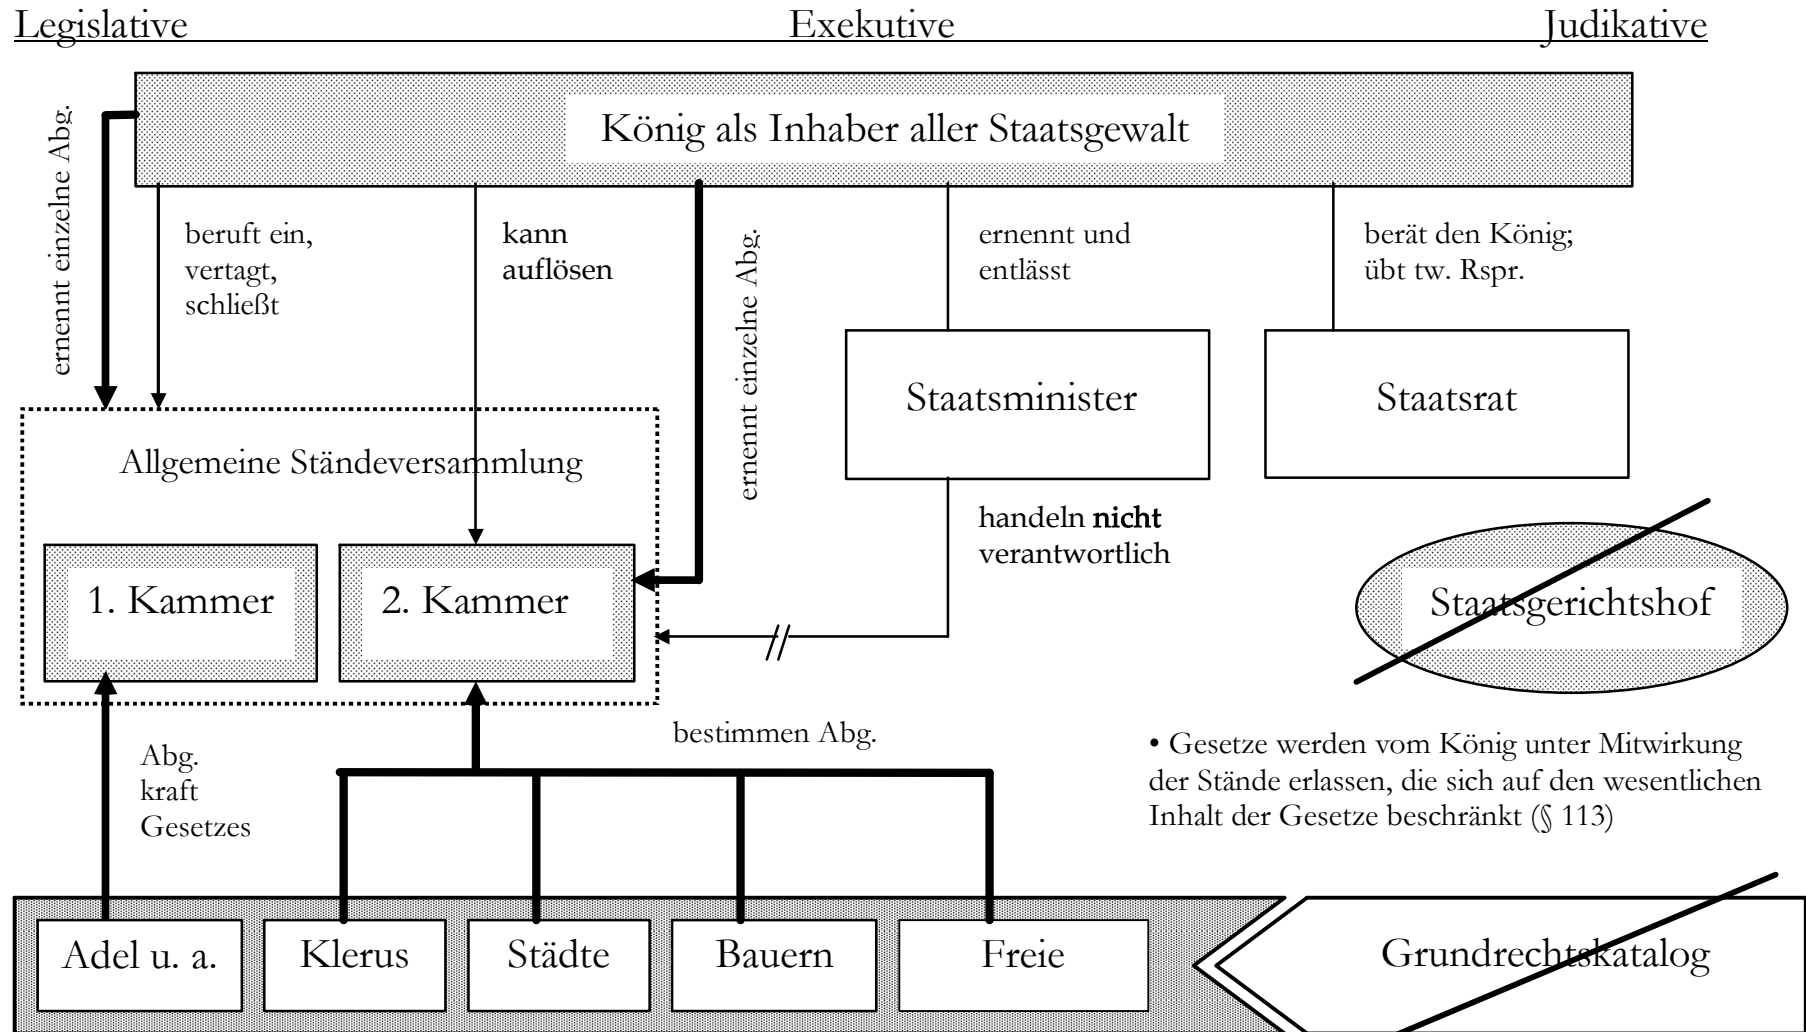 Legislative
Exekutive
Judikative
König als Inhaber aller Staatsgewalt
ernennt einzelne Abg.
beruft ein,
vertagt,
schließt
kann
auflösen
ernennt einzelne Abg.
ernennt und
entlässt
berät den König;
übt tw. Rspr.
Staatsminister
Staatsrat
Allgemeine Ständeversammlung
handeln nicht
verantwortlich
1. Kammer
2. Kammer
Staatsgerichtshof
Abg.
kraft
Gesetzes
bestimmen Abg.
• Gesetze werden vom König unter Mitwirkung
der Stände erlassen, die sich auf den wesentlichen
Inhalt der Gesetze beschränkt (§ 113)
Adel u. a.
Klerus
Städte
Bauern
Freie
Grundrechtskatalog